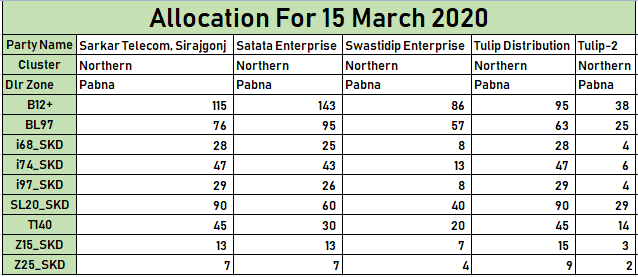 Allocation For 15 March 2020
Party Name Sarkar Telecom, Sirajgonj Satata Enterprise Swastidip Enterprise Tulip Distribution Tulip-2
Cluster Northern Northern Northern Northern Northern
Dlr Zone Pabna Pabna Pabna Pabna Pabna
B12+ 115 143 86 95 38
BL97 76 95 57 63 25
i68_SKD 28 25 8 28 4
i74_SKD 47 43 13 47 6
i97_SKD 29 26 8 29 4
SL20_SKD 90 60 40 90 29
T140 45 30 20 45 14
Z15_SKD 13 13 7 15 3
Z25_SKD 7 7 4 9 2